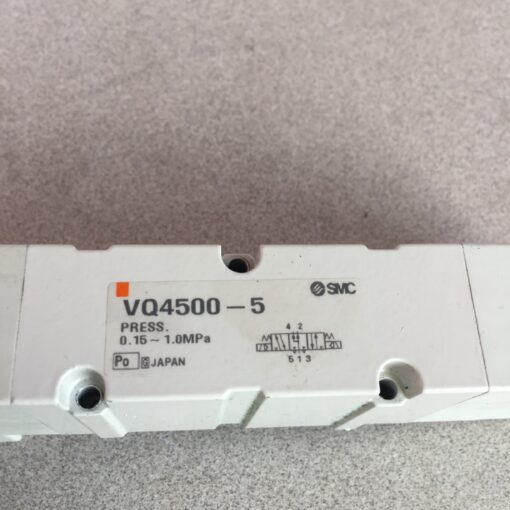 SMC
VQ4500-5
PRESS.
0.15~1.0MPa
4 2
5 1 3
Po JAPAN